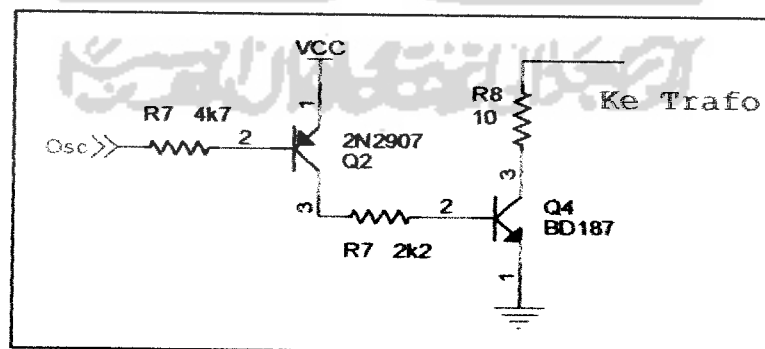 VCC
R7 4k7
1
R8
10
Ke Trafo
Osc
2
2N2907
Q2
3
3
2
Q4
BD187
R7 2k2
1